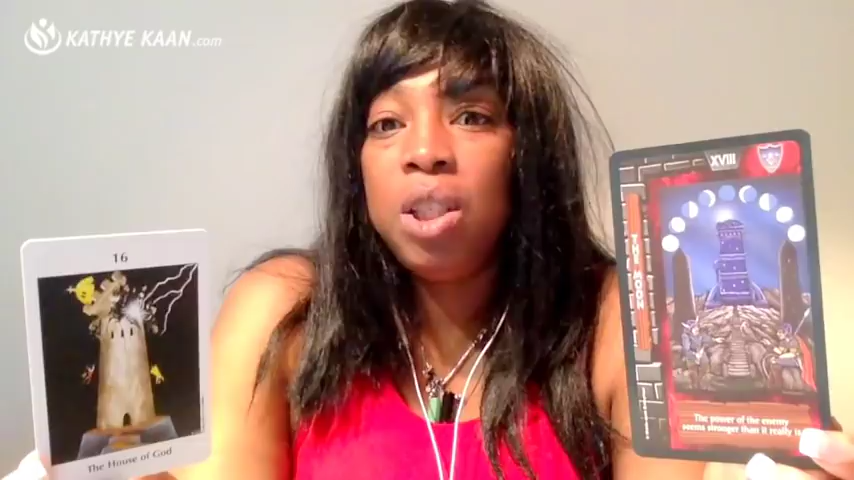 KATHYE KAAN.com
16
The House of God
XVIII
THE MOON
The power of the enemy
seems stronger than it really is